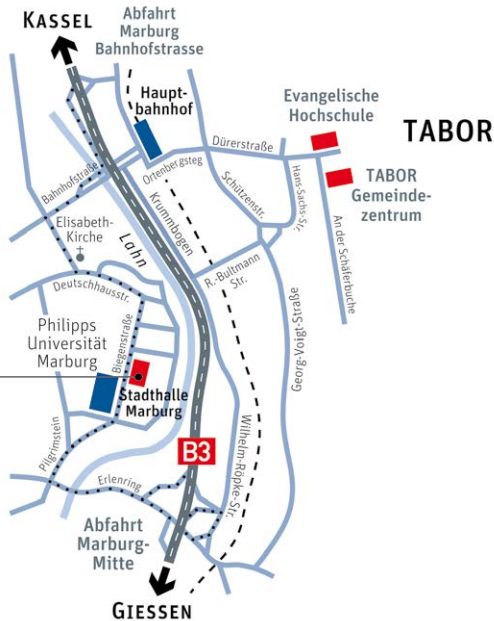 KASSEL
Abfahrt
Marburg
Bahnhofstrasse
Haupt-
bahnhof
Evangelische
Hochschule
TABOR
Dürerstraße
Ortenbergsteg
TABOR
Gemeinde-
zentrum
Bahnhofstraße
Schützenstr.
Hans-Sachs-Str.
An der Schäferbuche
Krummbogen
Elisabeth-
Kirche
Lahn
R.-Bultmann
Str.
Deutschhausstr.
Georg-Voigt-Straße
Philipps
Universität
Marburg
Biegenstraße
Stadthalle
Marburg
Pilgrimstein
B3
Wilhelm-Röpke-Str.
Erlenring
Abfahrt
Marburg-
Mitte
GIESSEN